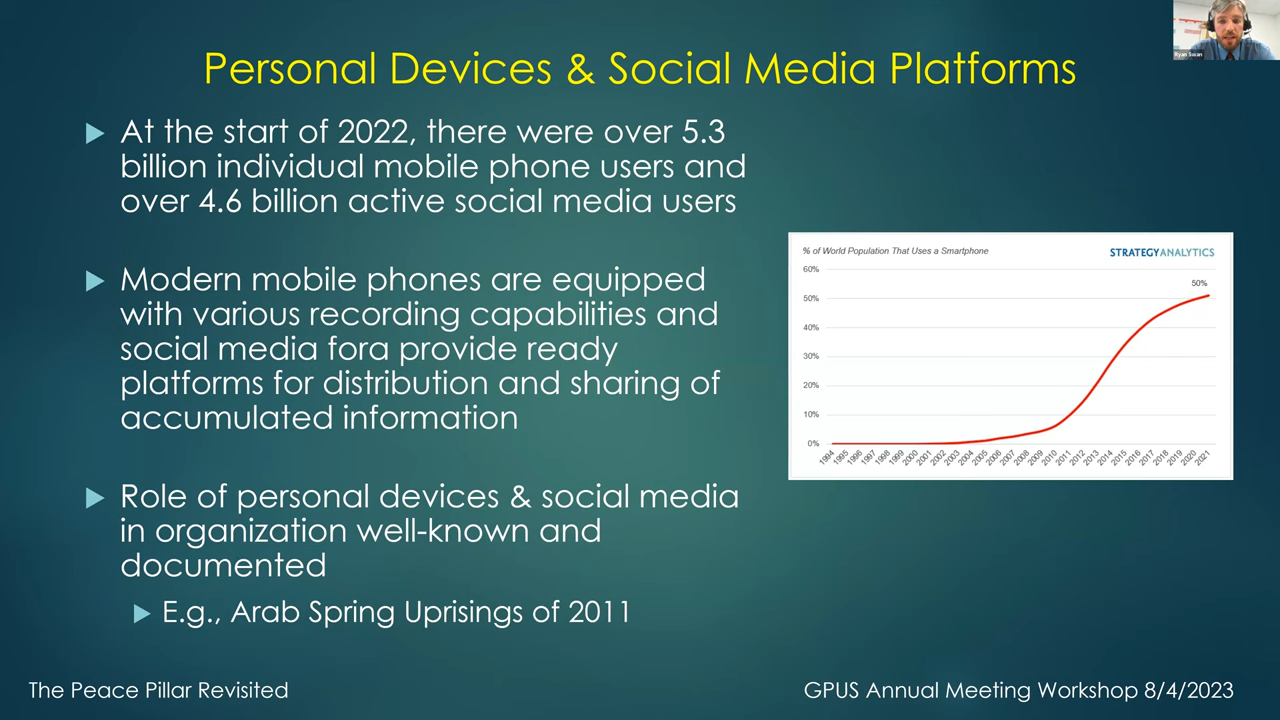 Personal Devices & Social Media Platforms
At the start of 2022, there were over 5.3
billion individual mobile phone users and
over 4.6 billion active social media users
Modern mobile phones are equipped
with various recording capabilities and
social media fora provide ready
platforms for distribution and sharing of
accumulated information
Role of personal devices & social media
in organization well-known and
documented
E.g., Arab Spring Uprisings of 2011
% of World Population That Uses a Smartphone
STRATEGYANALYTICS
60%
50%
50%
40%
30%
20%
10%
0%
1994 1995 1996 1997 1998 1999 2000 2001 2002 2003 2004 2005 2006 2007 2008 2009 2010 2011 2012 2013 2014 2015 2016 2017 2018 2019 2020 2021
The Peace Pillar Revisited
GPUS Annual Meeting Workshop 8/4/2023
Ryan Swan